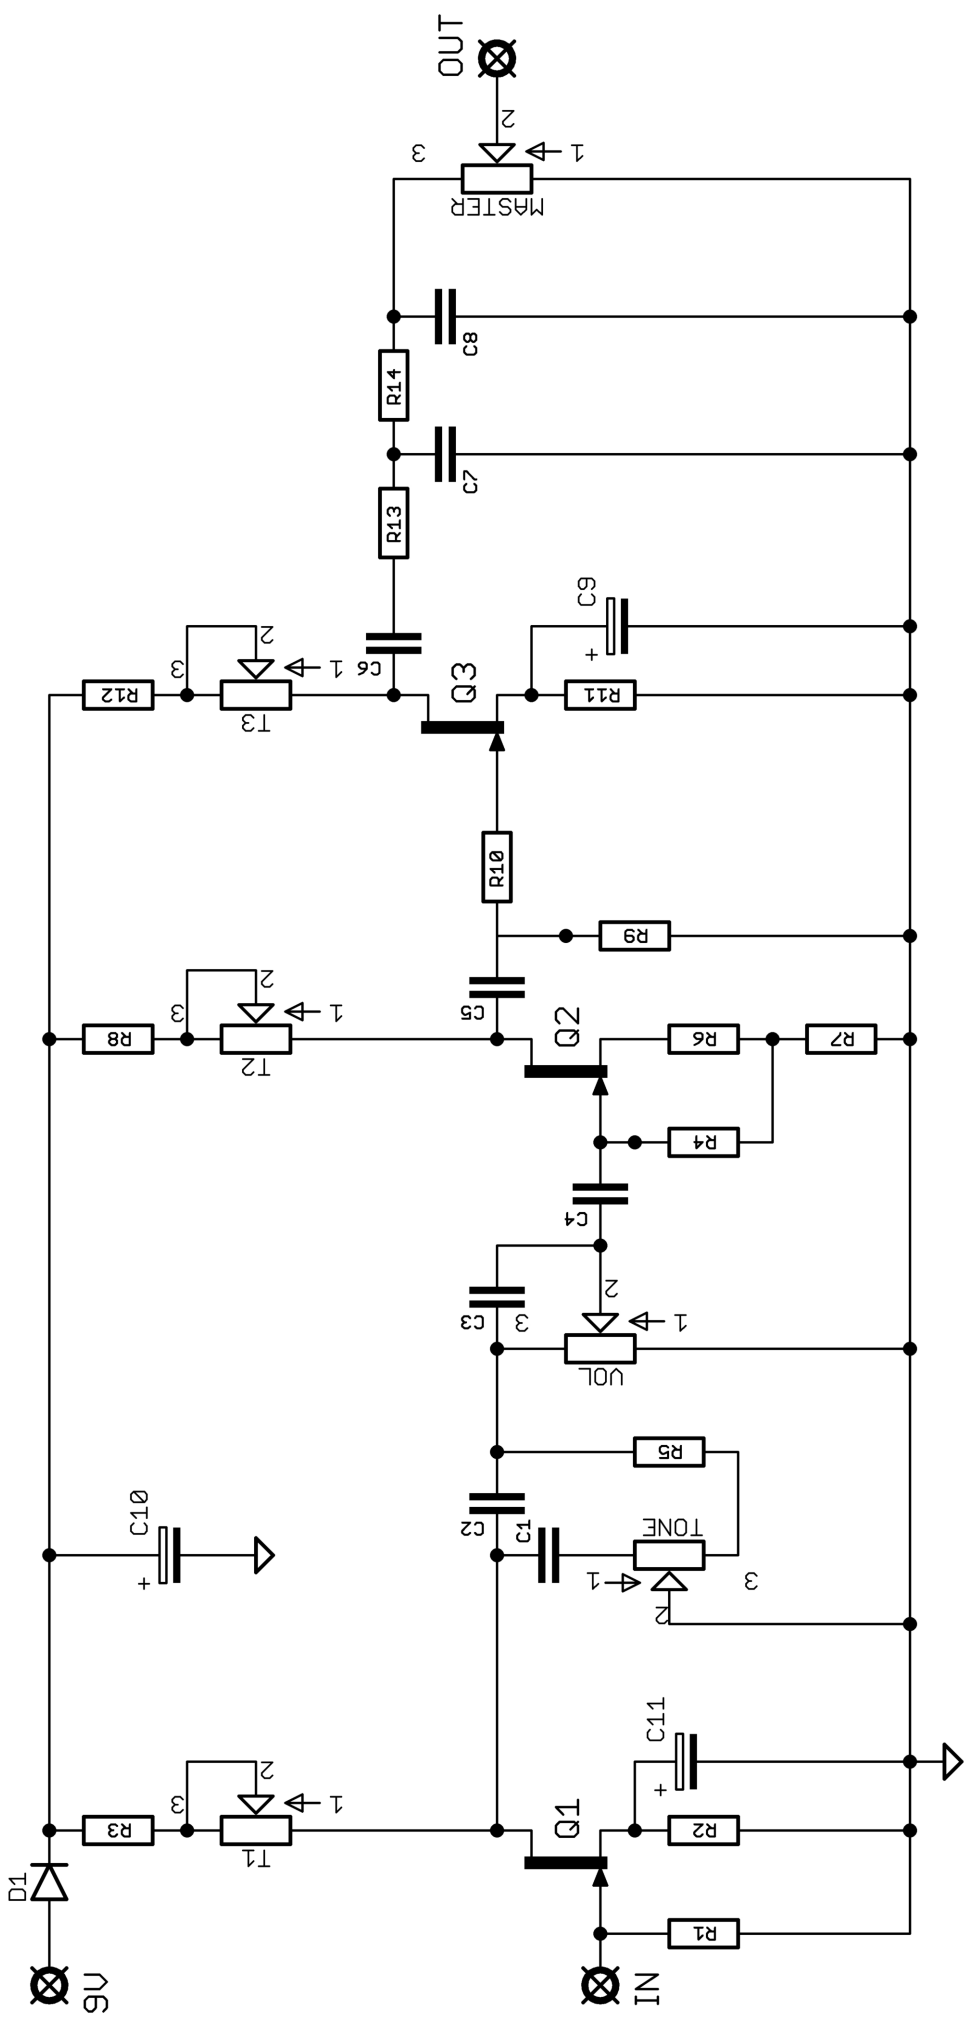 OUT
2
3
1
MASTER
C8
R14
C7
R13
C9
+
2
3
1
R12
C6
T3
Q3
R11
R10
R9
C5
2
3
1
R8
T2
Q2
R6
R7
R4
C4
2
C3
3
1
VOL
R5
C2
C1
TONE
C10
+
1
3
2
C11
+
2
3
1
R3
T1
Q1
R2
D1
R1
9V
IN